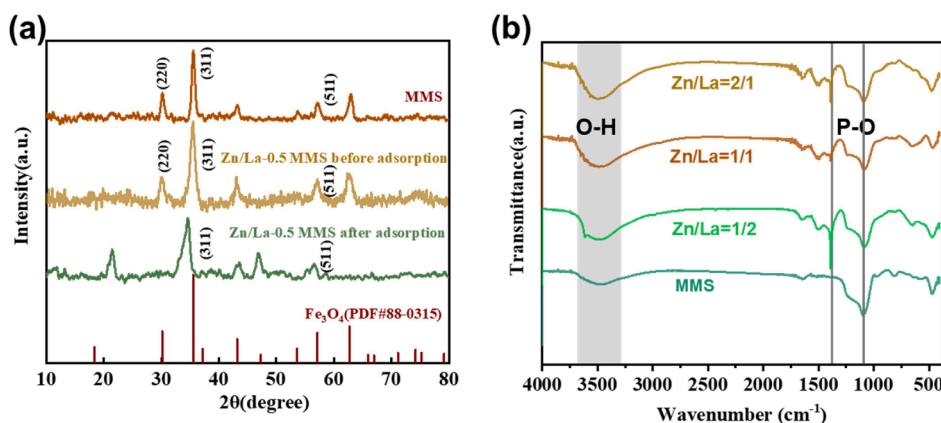 (a)
Intensity(a.u.)
(220)
(311)
(511)
MMS
(220)
(311)
(511)
Zn/La-0.5 MMS before adsorption
(311)
(511)
Zn/La-0.5 MMS after adsorption
Fe₃O₄(PDF#88-0315)
10 20 30 40 50 60 70 80
2θ(degree)
(b)
Transmittance(a.u.)
Zn/La=2/1
O-H
P-O
Zn/La=1/1
Zn/La=1/2
MMS
4000 3500 3000 2500 2000 1500 1000 500
Wavenumber (cm⁻¹)